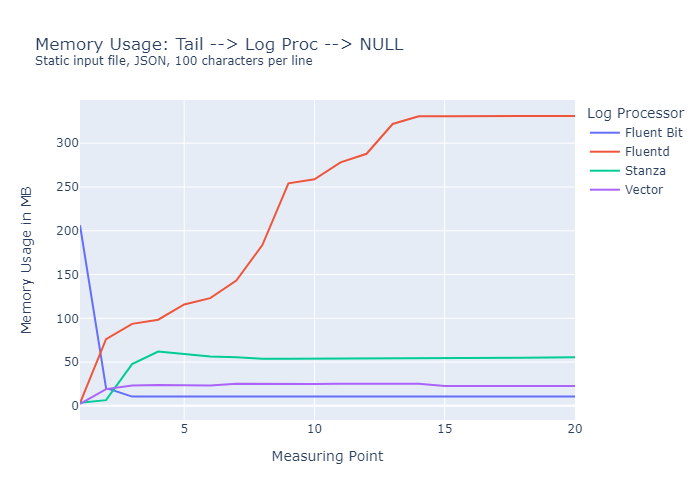 Memory Usage: Tail --> Log Proc --> NULL
Static input file, JSON, 100 characters per line
Log Processor
Fluent Bit
Fluentd
Stanza
Vector
Memory Usage in MB
300
250
200
150
100
50
0
5
10
15
20
Measuring Point